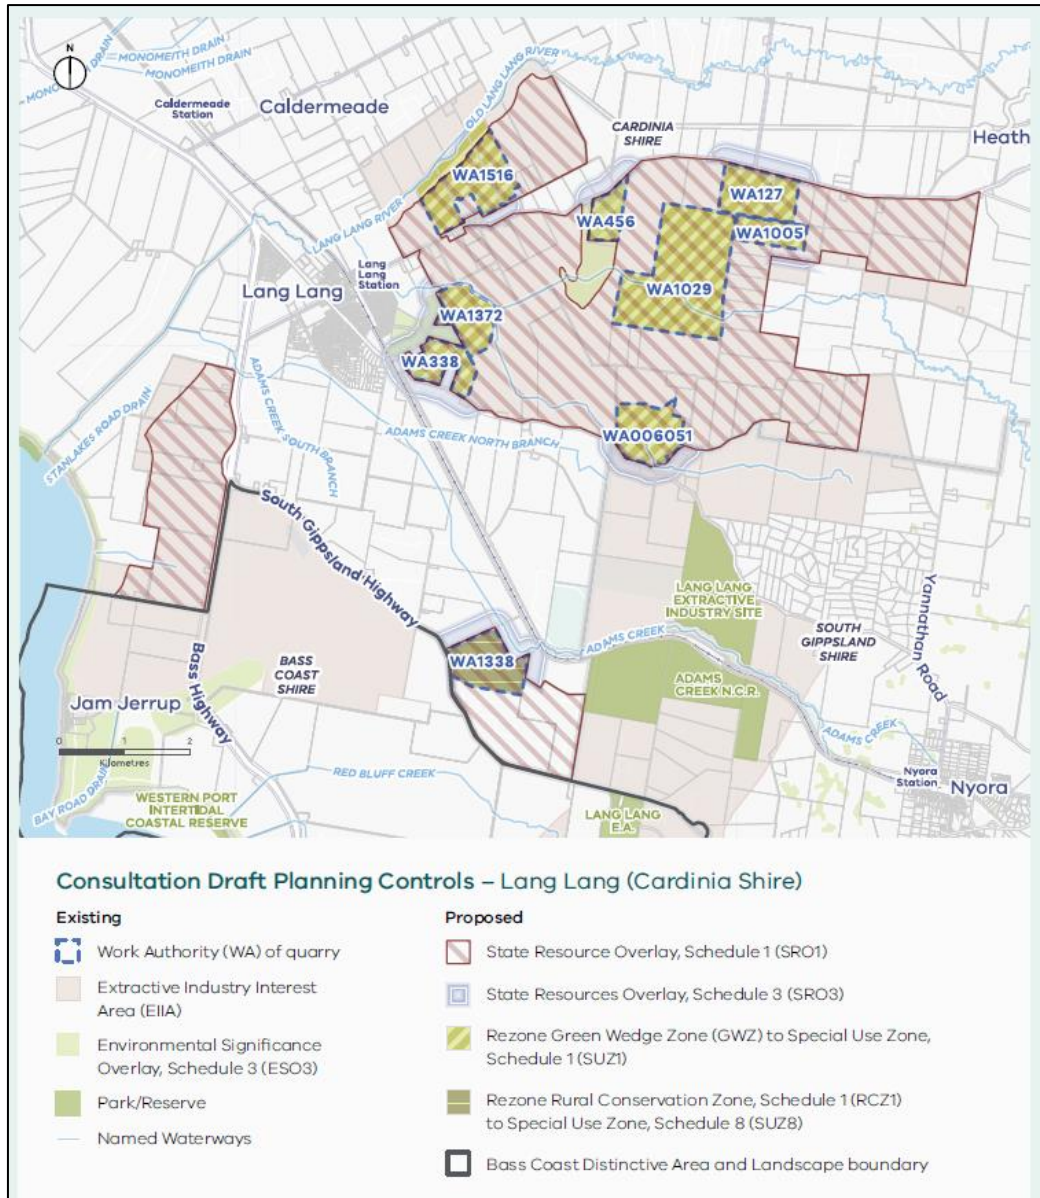 N
MONOMEITH DRAIN
MONOMEITH DRAIN
MONOMEITH DRAIN
Caldermeade
Station
Caldermeade
OLD LANG LANG RIVER
CARDINIA
SHIRE
Heath
WA1516
WA127
WA456
WA1005
LANG LANG RIVER
Lang
Lang
Station
Lang Lang
WA1029
WA1372
WA338
STANLAKES ROAD DRAIN
ADAMS CREEK SOUTH BRANCH
ADAMS CREEK NORTH BRANCH
WA006051
South Gippsland Highway
LANG LANG
EXTRACTIVE
INDUSTRY SITE
SOUTH
GIPPSLAND
SHIRE
Yannathan Road
ADAMS CREEK
BASS
COAST
SHIRE
WA1338
Bass Highway
ADAMS
CREEK N.C.R.
Jam Jerrup
ADAMS CREEK
0 1 2
Kilometres
RED BLUFF CREEK
Nyora
Station
Nyora
BAY ROAD DRAIN
WESTERN PORT
INTERTIDAL
COASTAL RESERVE
LANG LANG
E.A.
Consultation Draft Planning Controls – Lang Lang (Cardinia Shire)
Existing
Work Authority (WA) of quarry
Extractive Industry Interest
Area (EIIA)
Environmental Significance
Overlay, Schedule 3 (ESO3)
Park/Reserve
Named Waterways
Proposed
State Resource Overlay, Schedule 1 (SRO1)
State Resources Overlay, Schedule 3 (SRO3)
Rezone Green Wedge Zone (GWZ) to Special Use Zone,
Schedule 1 (SUZ1)
Rezone Rural Conservation Zone, Schedule 1 (RCZ1)
to Special Use Zone, Schedule 8 (SUZ8)
Bass Coast Distinctive Area and Landscape boundary